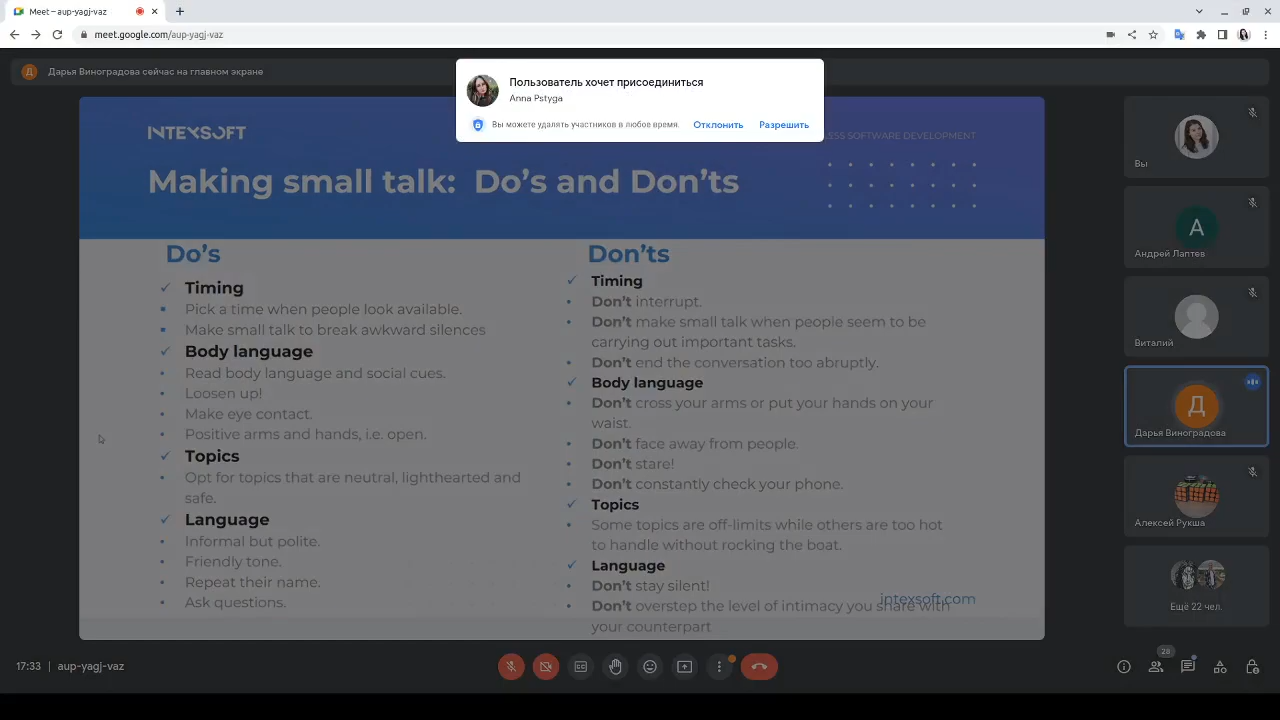 Meet – aup-yagj-vaz
meet.google.com/aup-yagj-vaz
Д Дарья Виноградова сейчас на главном экране
Пользователь хочет присоединиться
Anna Pstyga
Вы можете удалять участников в любое время. Отклонить Разрешить
INTEXSOFT
SOFTWARE DEVELOPMENT
Making small talk: Do's and Don'ts
Do's
Timing
Pick a time when people look available.
Make small talk to break awkward silences
Body language
Read body language and social cues.
Loosen up!
Make eye contact.
Positive arms and hands, i.e. open.
Topics
Opt for topics that are neutral, lighthearted and
safe.
Language
Informal but polite.
Friendly tone.
Repeat their name.
Ask questions.
Don'ts
Timing
Don't interrupt.
Don't make small talk when people seem to be
carrying out important tasks.
Don't end the conversation too abruptly.
Body language
Don't cross your arms or put your hands on your
waist.
Don't face away from people.
Don't stare!
Don't constantly check your phone.
Topics
Some topics are off-limits while others are too hot
to handle without rocking the boat.
Language
Don't stay silent!
Don't overstep the level of intimacy you share with
your counterpart
intexsoft.com
Вы
А
Андрей Лаптев
Виталий
Д
Дарья Виноградова
Алексей Рукша
Ещё 22 чел.
17:33 | aup-yagj-vaz
28